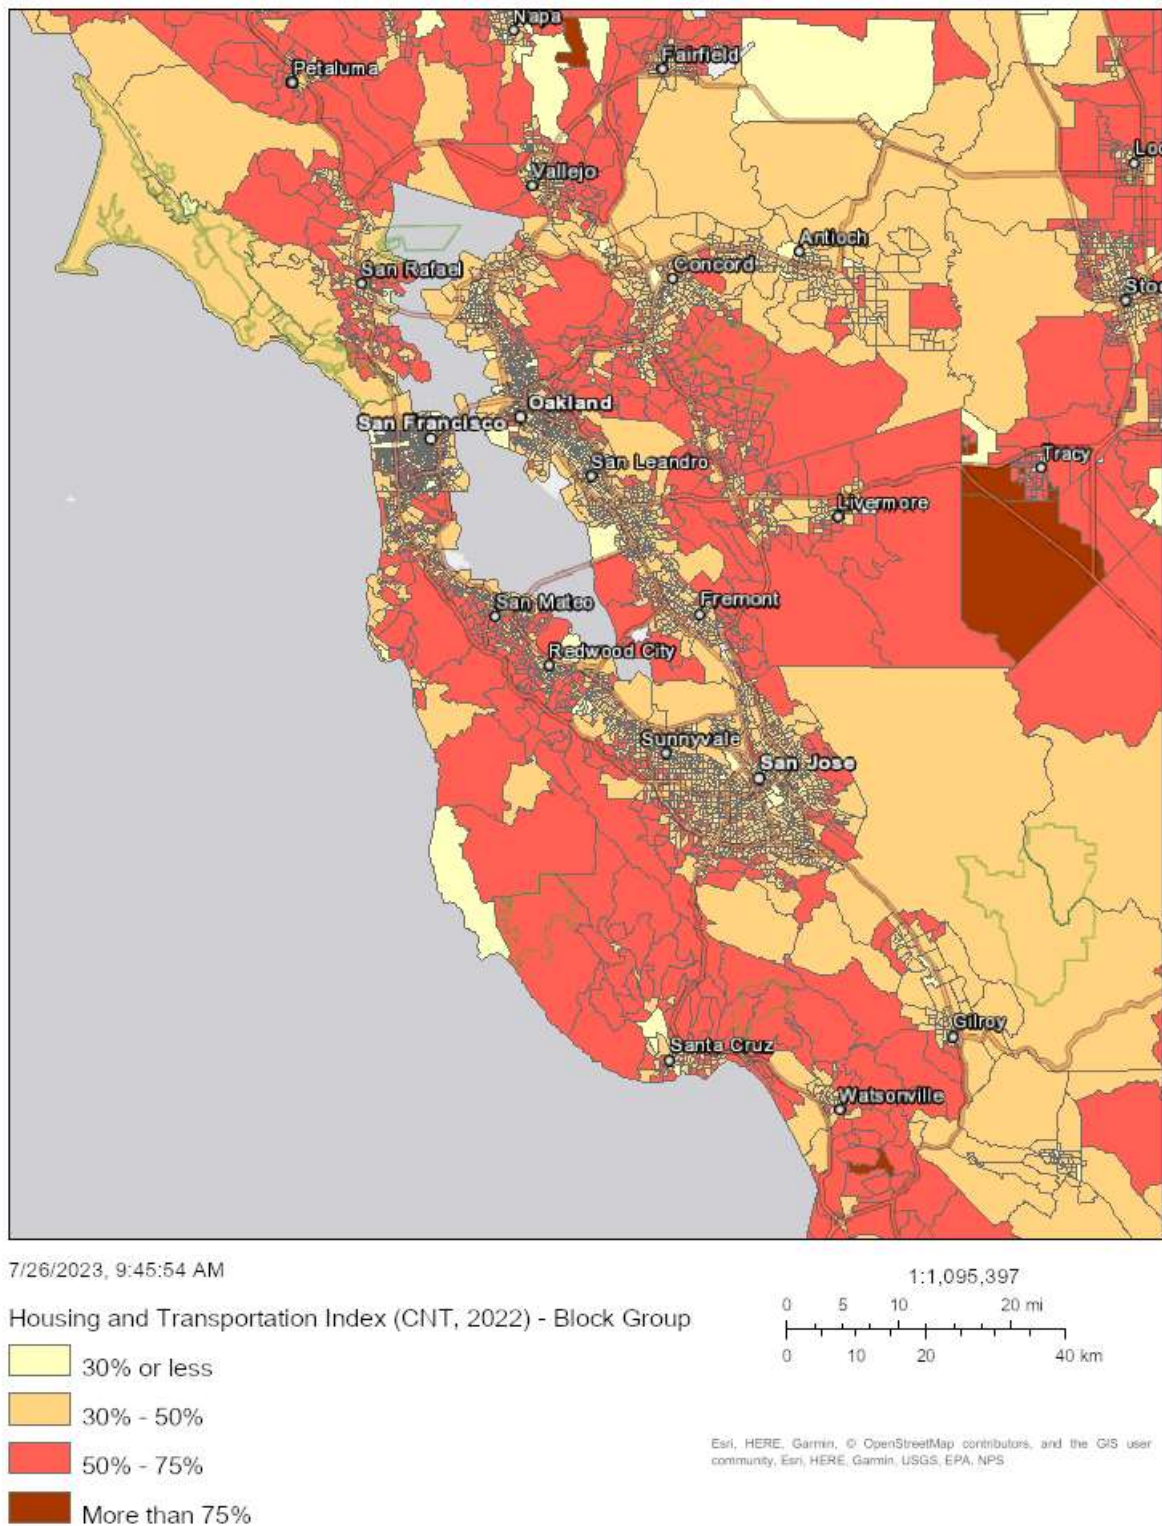 Napa
Fairfield
Petaluma
Vallejo
Antioch
San Rafael
Concord
Oakland
San Francisco
San Leandro
Tracy
Livermore
San Mateo
Fremont
Redwood City
Sunnyvale
San Jose
Gilroy
Santa Cruz
Watsonville
7/26/2023, 9:45:54 AM
1:1,095,397
0 5 10 20 mi
0 10 20 40 km
Housing and Transportation Index (CNT, 2022) - Block Group
30% or less
30% - 50%
50% - 75%
More than 75%
Esri, HERE, Garmin, © OpenStreetMap contributors, and the GIS user
community, Esri, HERE, Garmin, USGS, EPA, NPS